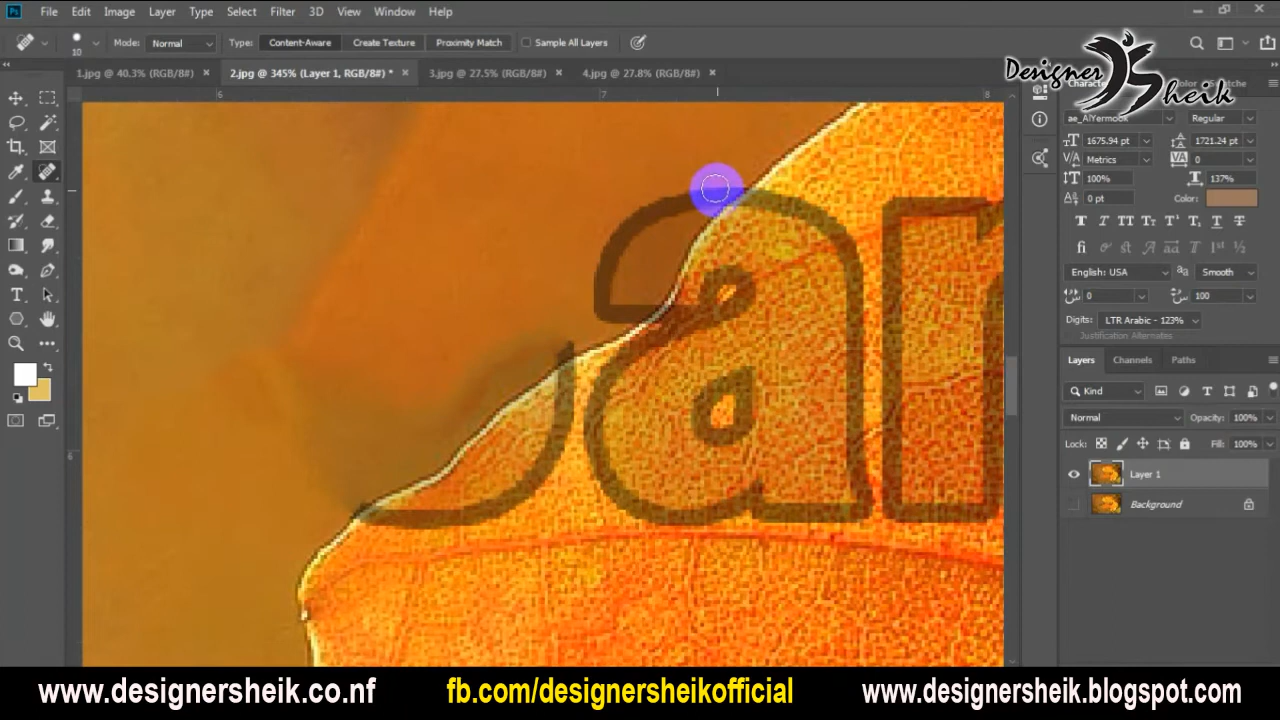 File Edit Image Layer Type Select Filter 3D View Window Help
10 Mode: Normal Type: Content-Aware Create Texture Proximity Match Sample All Layers
Designer Sheik
1.jpg @ 40.3% (RGB/8#) × 2.jpg @ 345% (Layer 1, RGB/8#) * × 3.jpg @ 27.5% (RGB/8#) × 4.jpg @ 27.8% (RGB/8#) ×
6 7 8
ae_AlYermook Regular
1675.94 pt 1721.24 pt
Metrics 0
100% 137%
0 pt Color:
English: USA Smooth
0 100
Digits: LTR Arabic - 123%
Justification Alternates
Layers Channels Paths
Kind
Normal Opacity: 100%
Lock: Fill: 100%
Layer 1
Background
a
www.designersheik.co.nf fb.com/designersheikofficial www.designersheik.blogspot.com